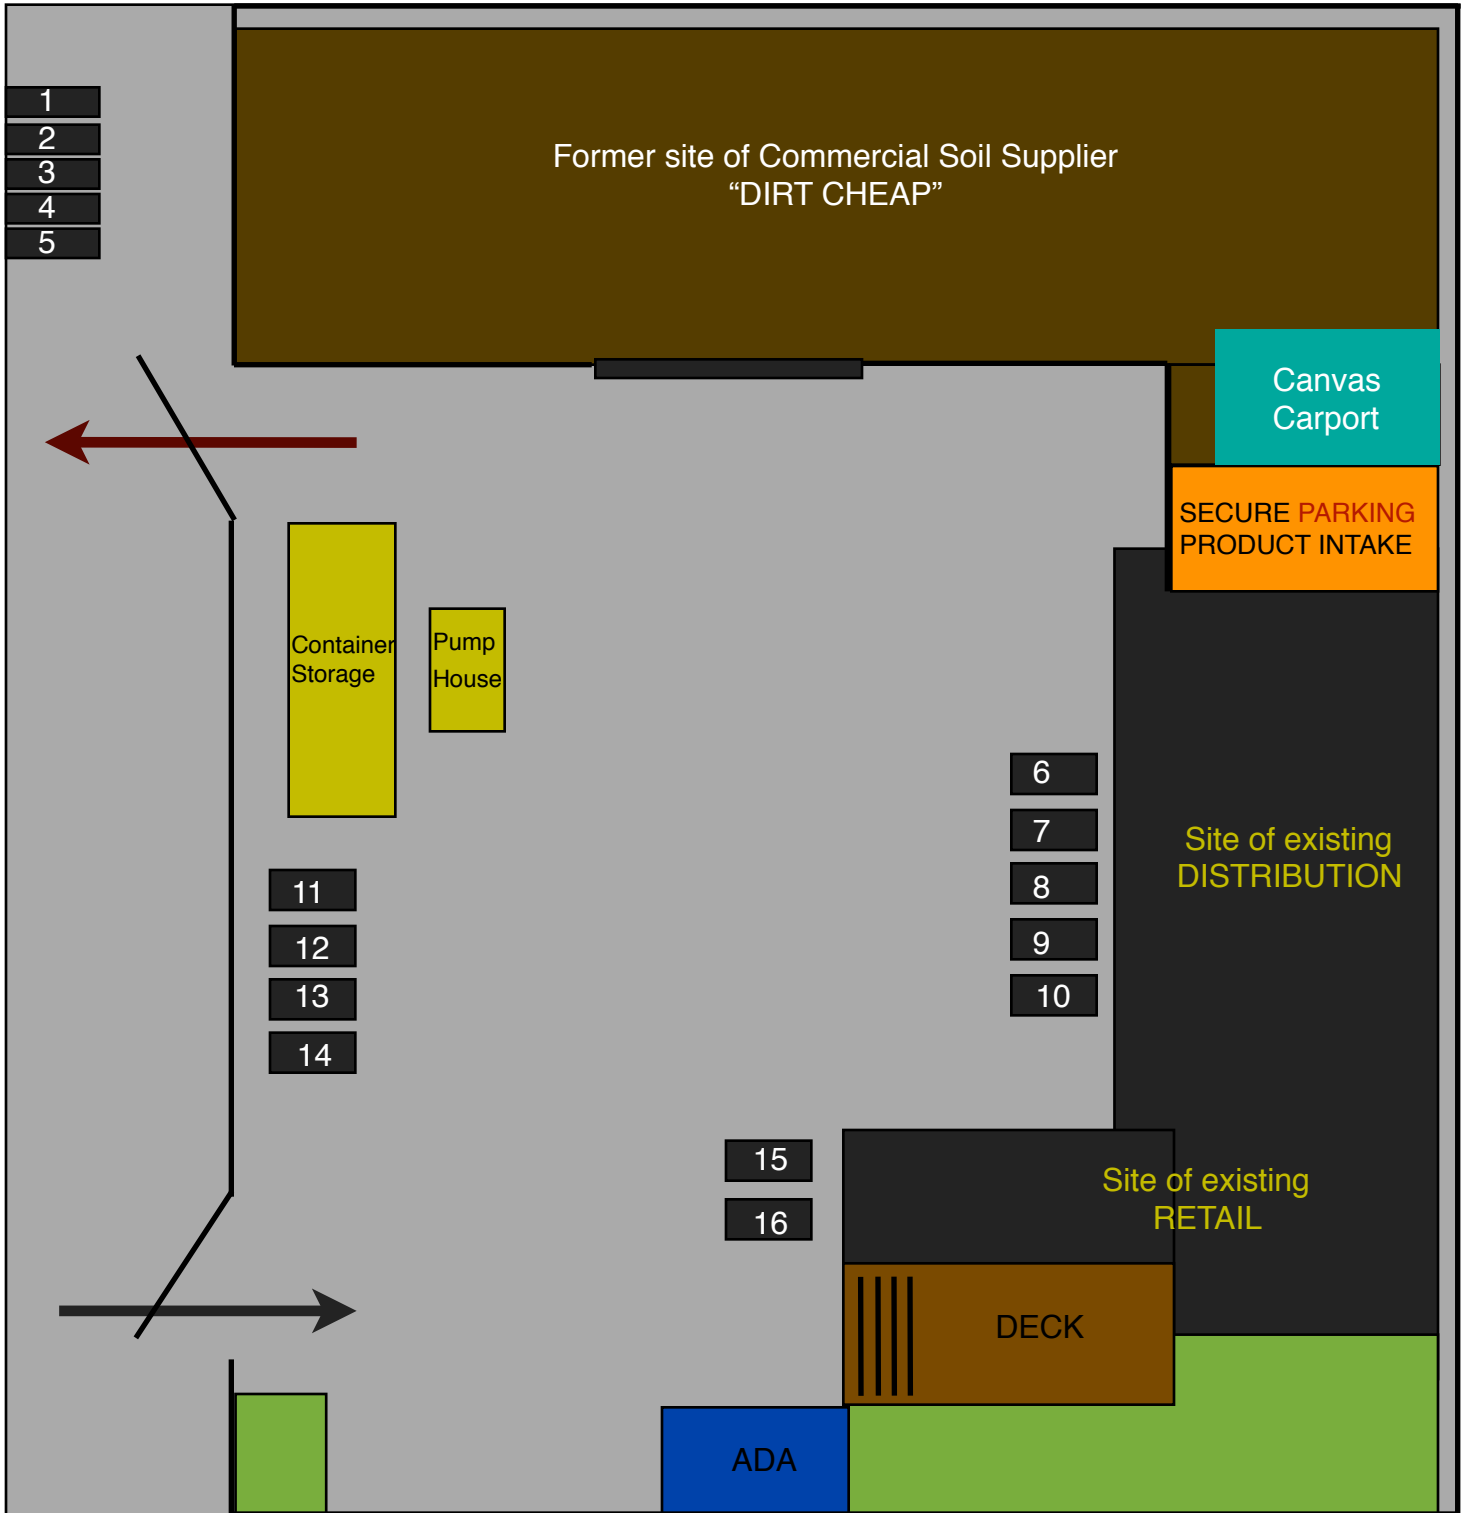 1
2
3
4
5
Former site of Commercial Soil Supplier
“DIRT CHEAP”
Canvas
Carport
SECURE PARKING
PRODUCT INTAKE
Container
Storage
Pump
House
6
7
8
9
10
Site of existing
DISTRIBUTION
11
12
13
14
15
16
Site of existing
RETAIL
DECK
ADA